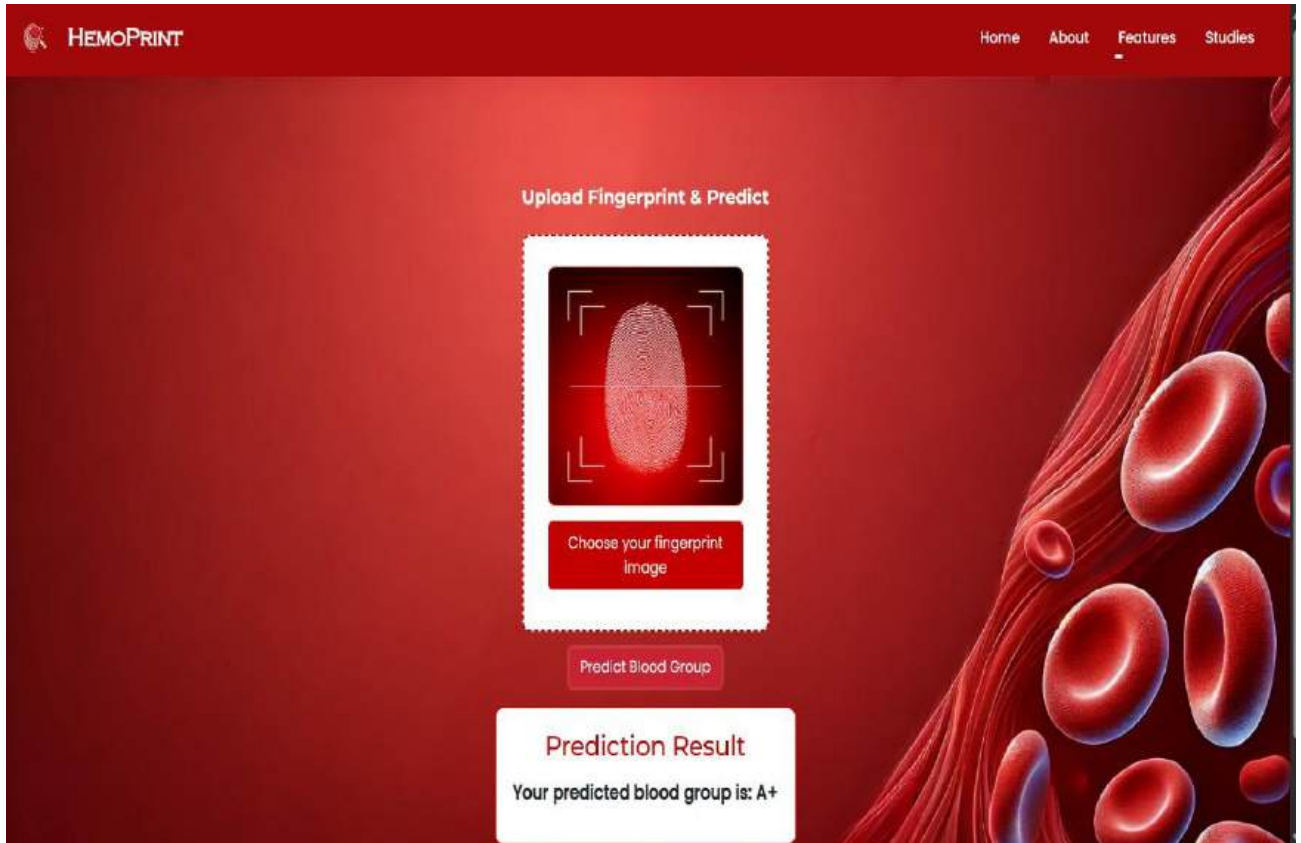 HEMOPRINT
Home About Features Studies
Upload Fingerprint & Predict
Choose your fingerprint
image
Predict Blood Group
Prediction Result
Your predicted blood group is: A+